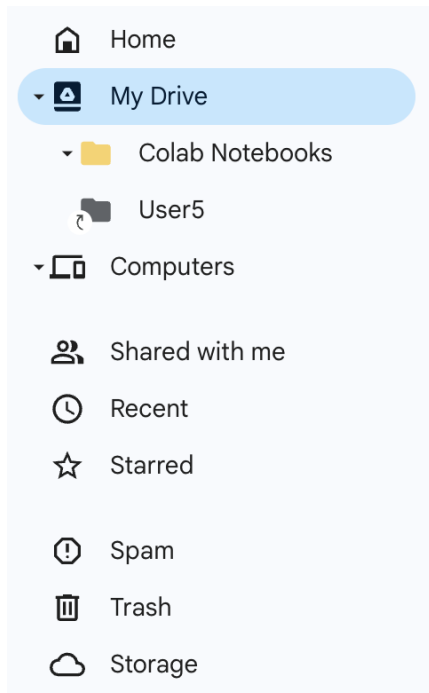 Home
My Drive
Colab Notebooks
User5
Computers
Shared with me
Recent
Starred
Spam
Trash
Storage